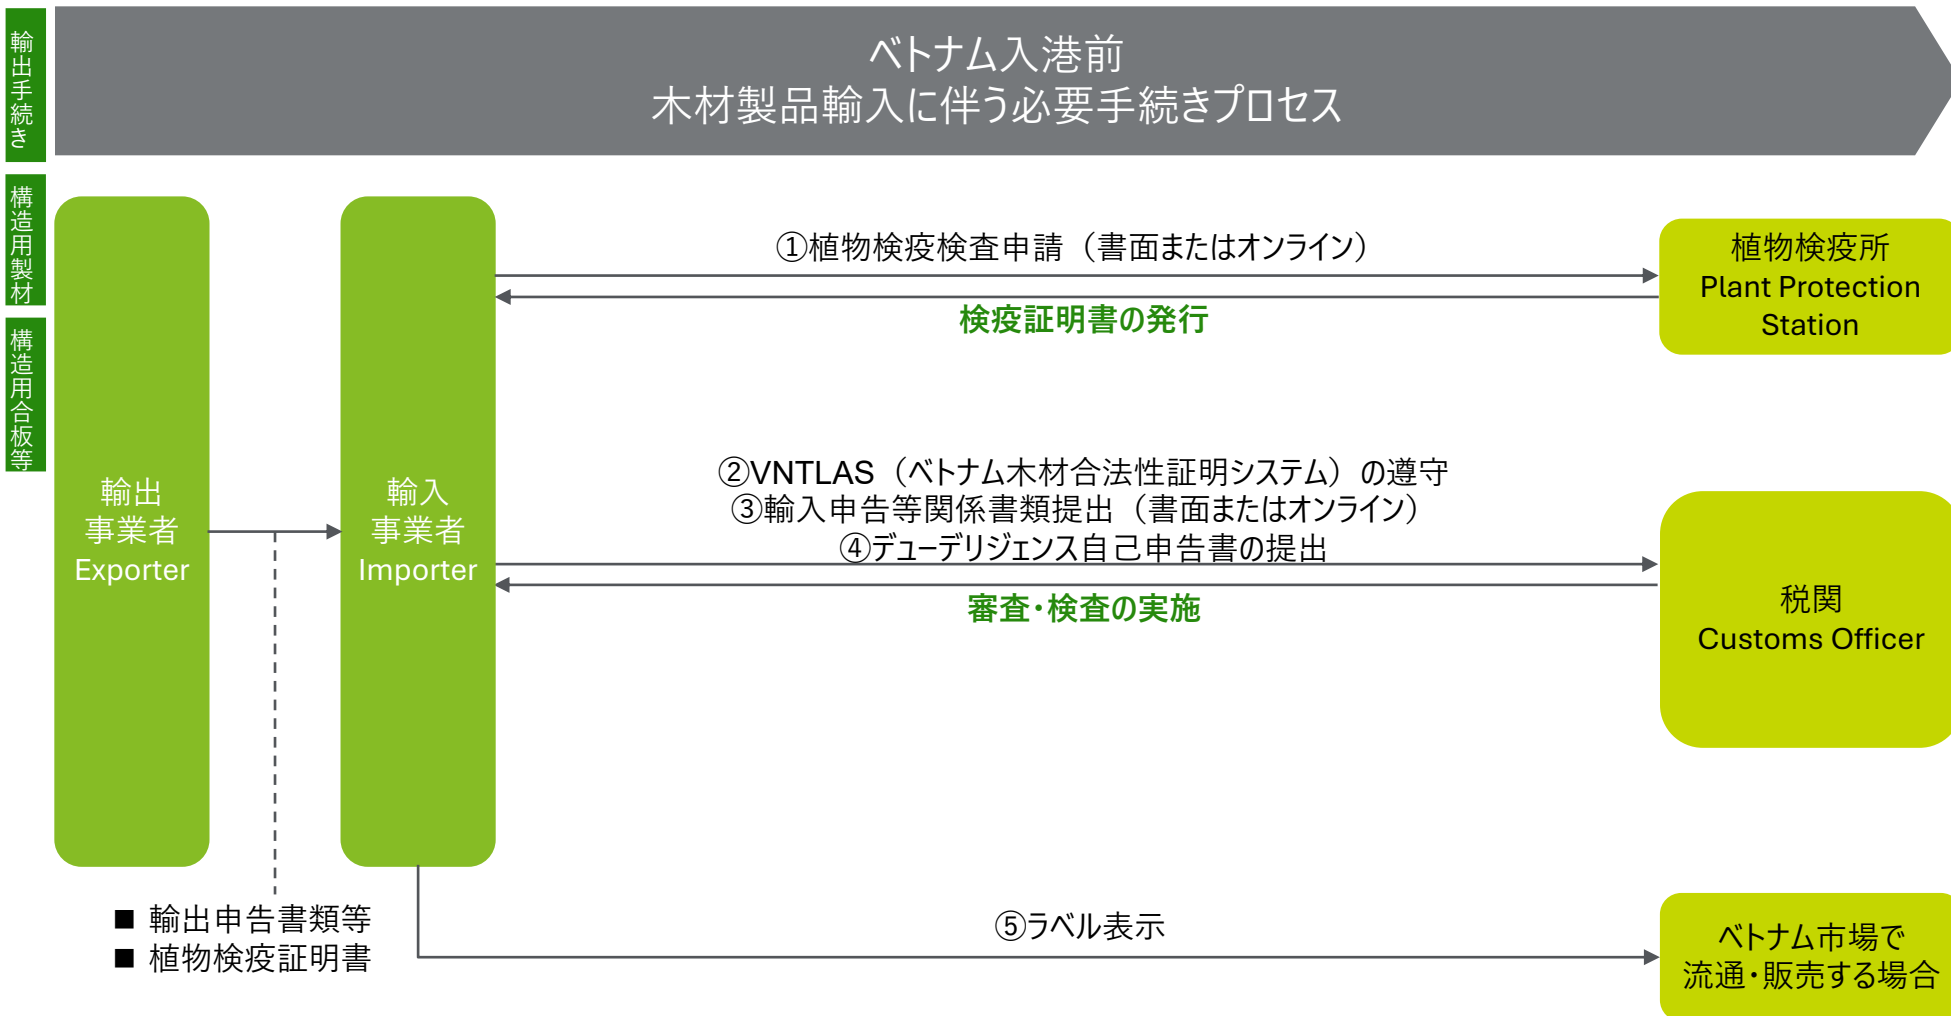 輸出手続き
ベトナム入港前
木材製品輸入に伴う必要手続きプロセス
構造用製材
構造用合板等
輸出
事業者
Exporter
輸入
事業者
Importer
①植物検疫検査申請（書面またはオンライン）
検疫証明書の発行
植物検疫所
Plant Protection
Station
②VNTLAS（ベトナム木材合法性証明システム）の遵守
③輸入申告等関係書類提出（書面またはオンライン）
④デューデリジェンス自己申告書の提出
審査・検査の実施
税関
Customs Officer
■ 輸出申告書類等
■ 植物検疫証明書
⑤ラベル表示
ベトナム市場で
流通・販売する場合